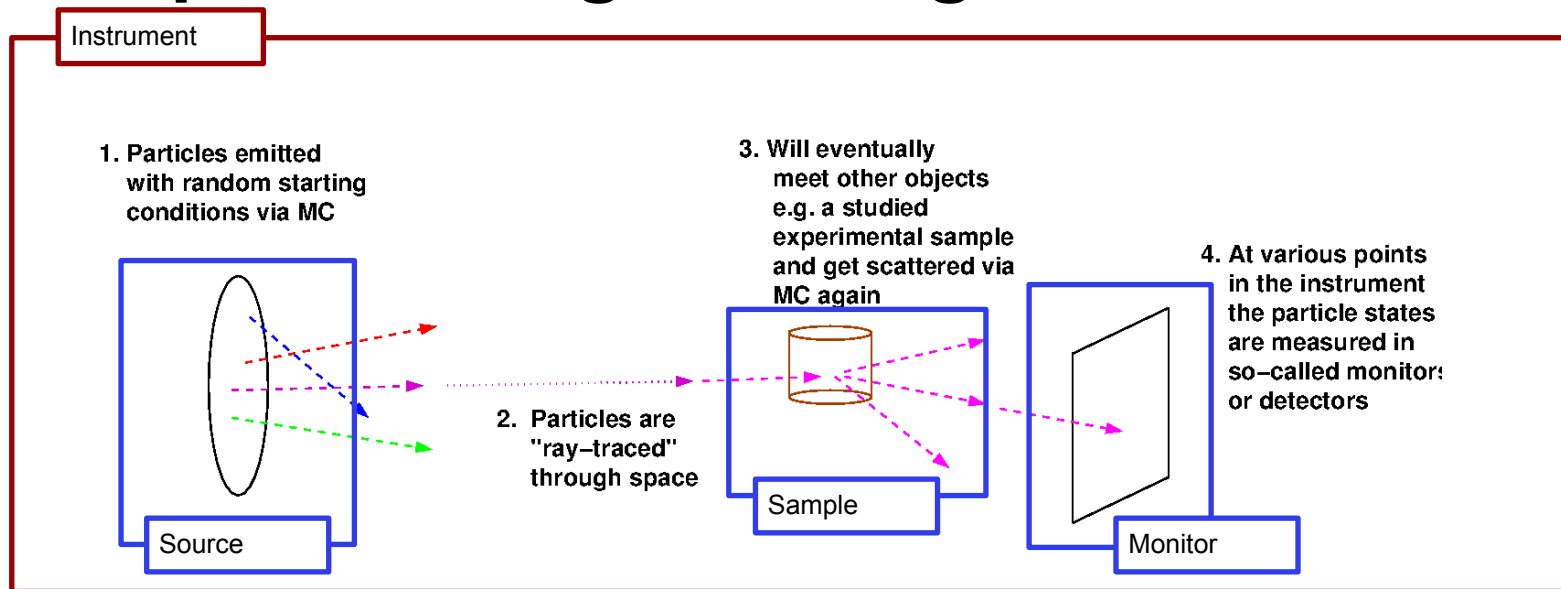 Instrument
1. Particles emitted
with random starting
conditions via MC
2. Particles are
"ray−traced"
through space
3. Will eventually
meet other objects
e.g. a studied
experimental sample
and get scattered via
MC again
4. At various points
in the instrument
the particle states
are measured in
so−called
or detectors
Source
Sample
Monitor